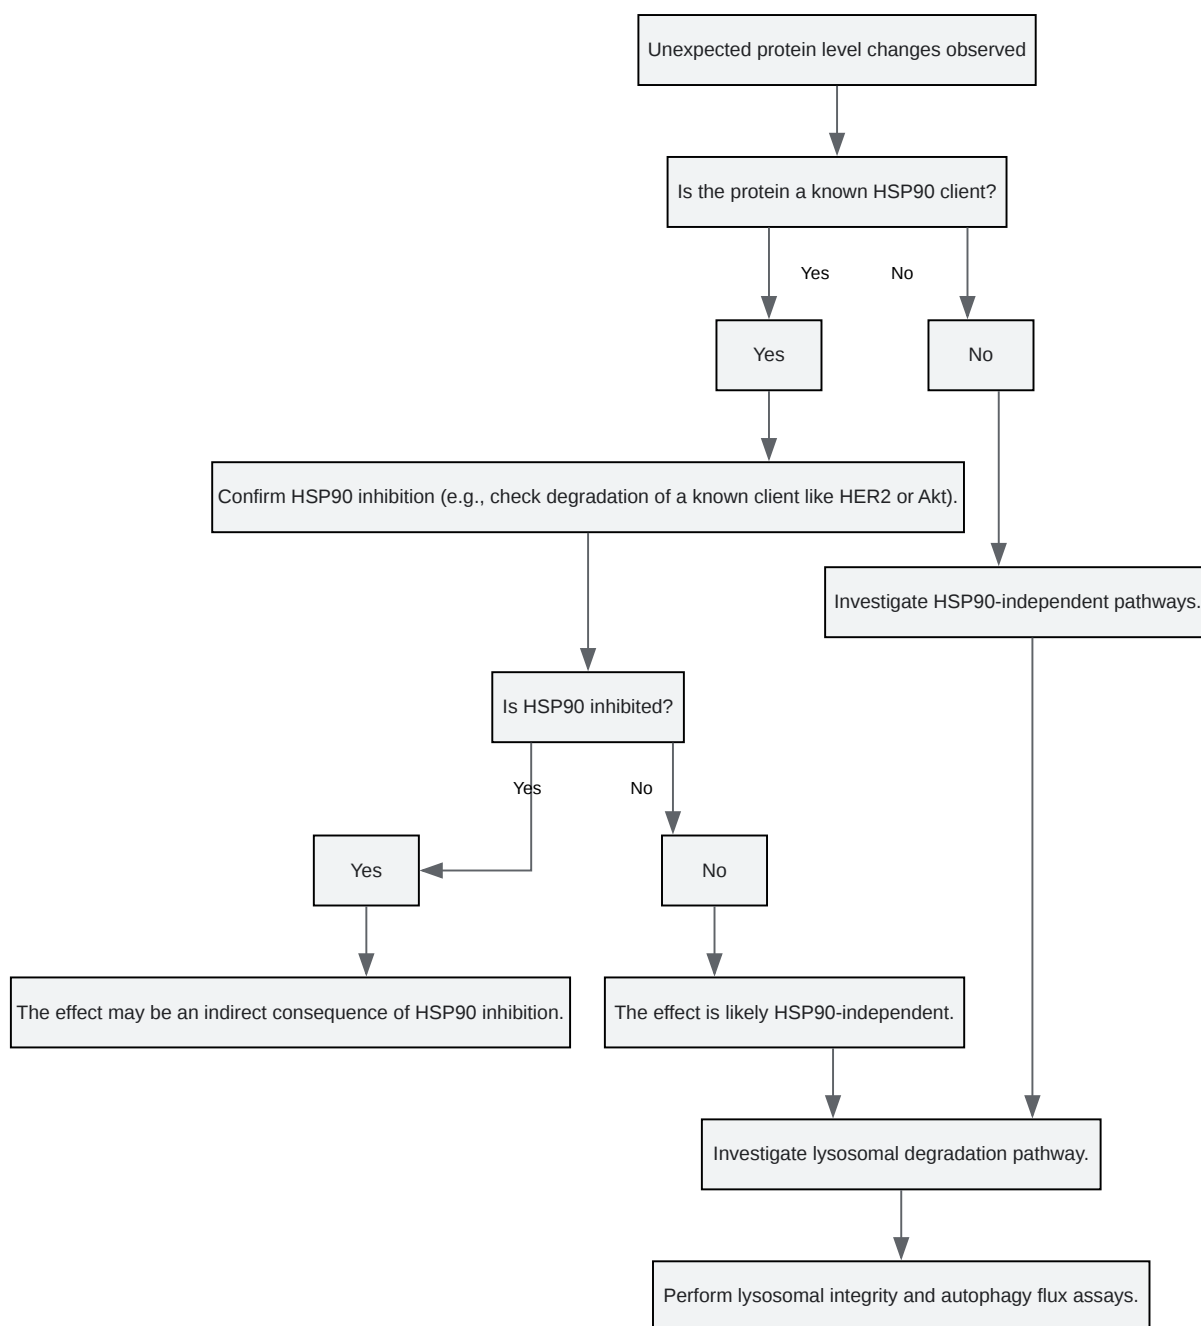 Unexpected protein level changes observed
Is the protein a known HSP90 client?
Yes
No
Yes
No
Confirm HSP90 inhibition (e.g., check degradation of a known client like HER2 or Akt).
Investigate HSP90-independent pathways.
Is HSP90 inhibited?
Yes
No
Yes
No
The effect may be an indirect consequence of HSP90 inhibition.
The effect is likely HSP90-independent.
Investigate lysosomal degradation pathway.
Perform lysosomal integrity and autophagy flux assays.